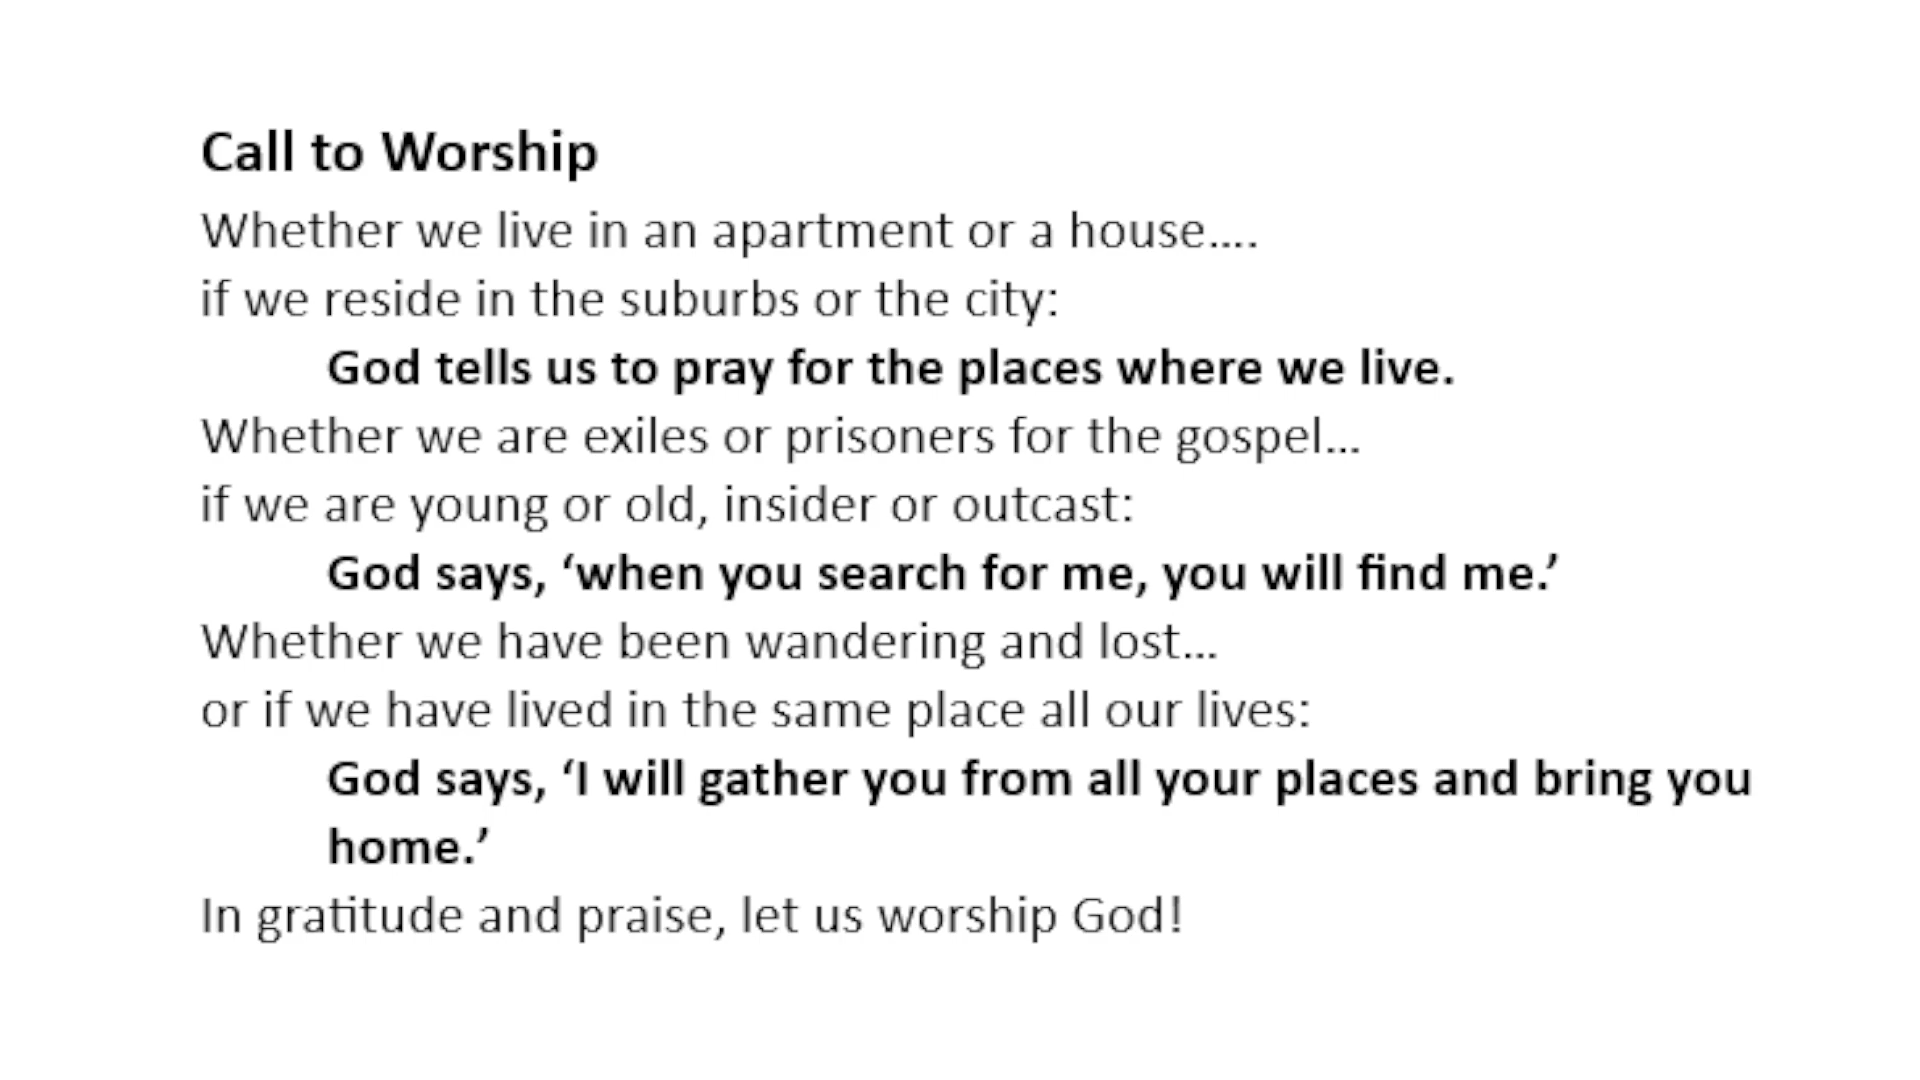 Call to Worship
Whether we live in an apartment or a house....
if we reside in the suburbs or the city:
God tells us to pray for the places where we live.
Whether we are exiles or prisoners for the gospel...
if we are young or old, insider or outcast:
God says, ‘when you search for me, you will find me.’
Whether we have been wandering and lost...
or if we have lived in the same place all our lives:
God says, ‘I will gather you from all your places and bring you
home.’
In gratitude and praise, let us worship God!